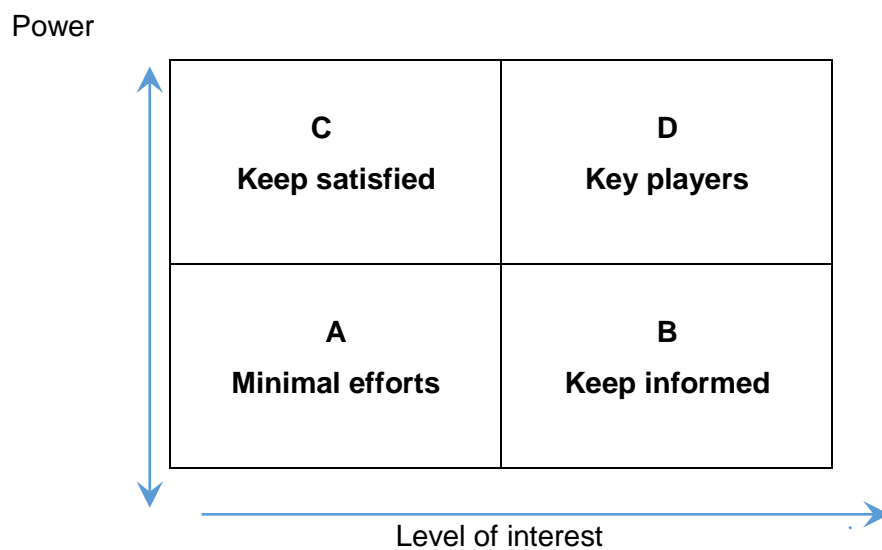 Power
C
Keep satisfied
D
Key players
A
Minimal efforts
B
Keep informed
Level of interest